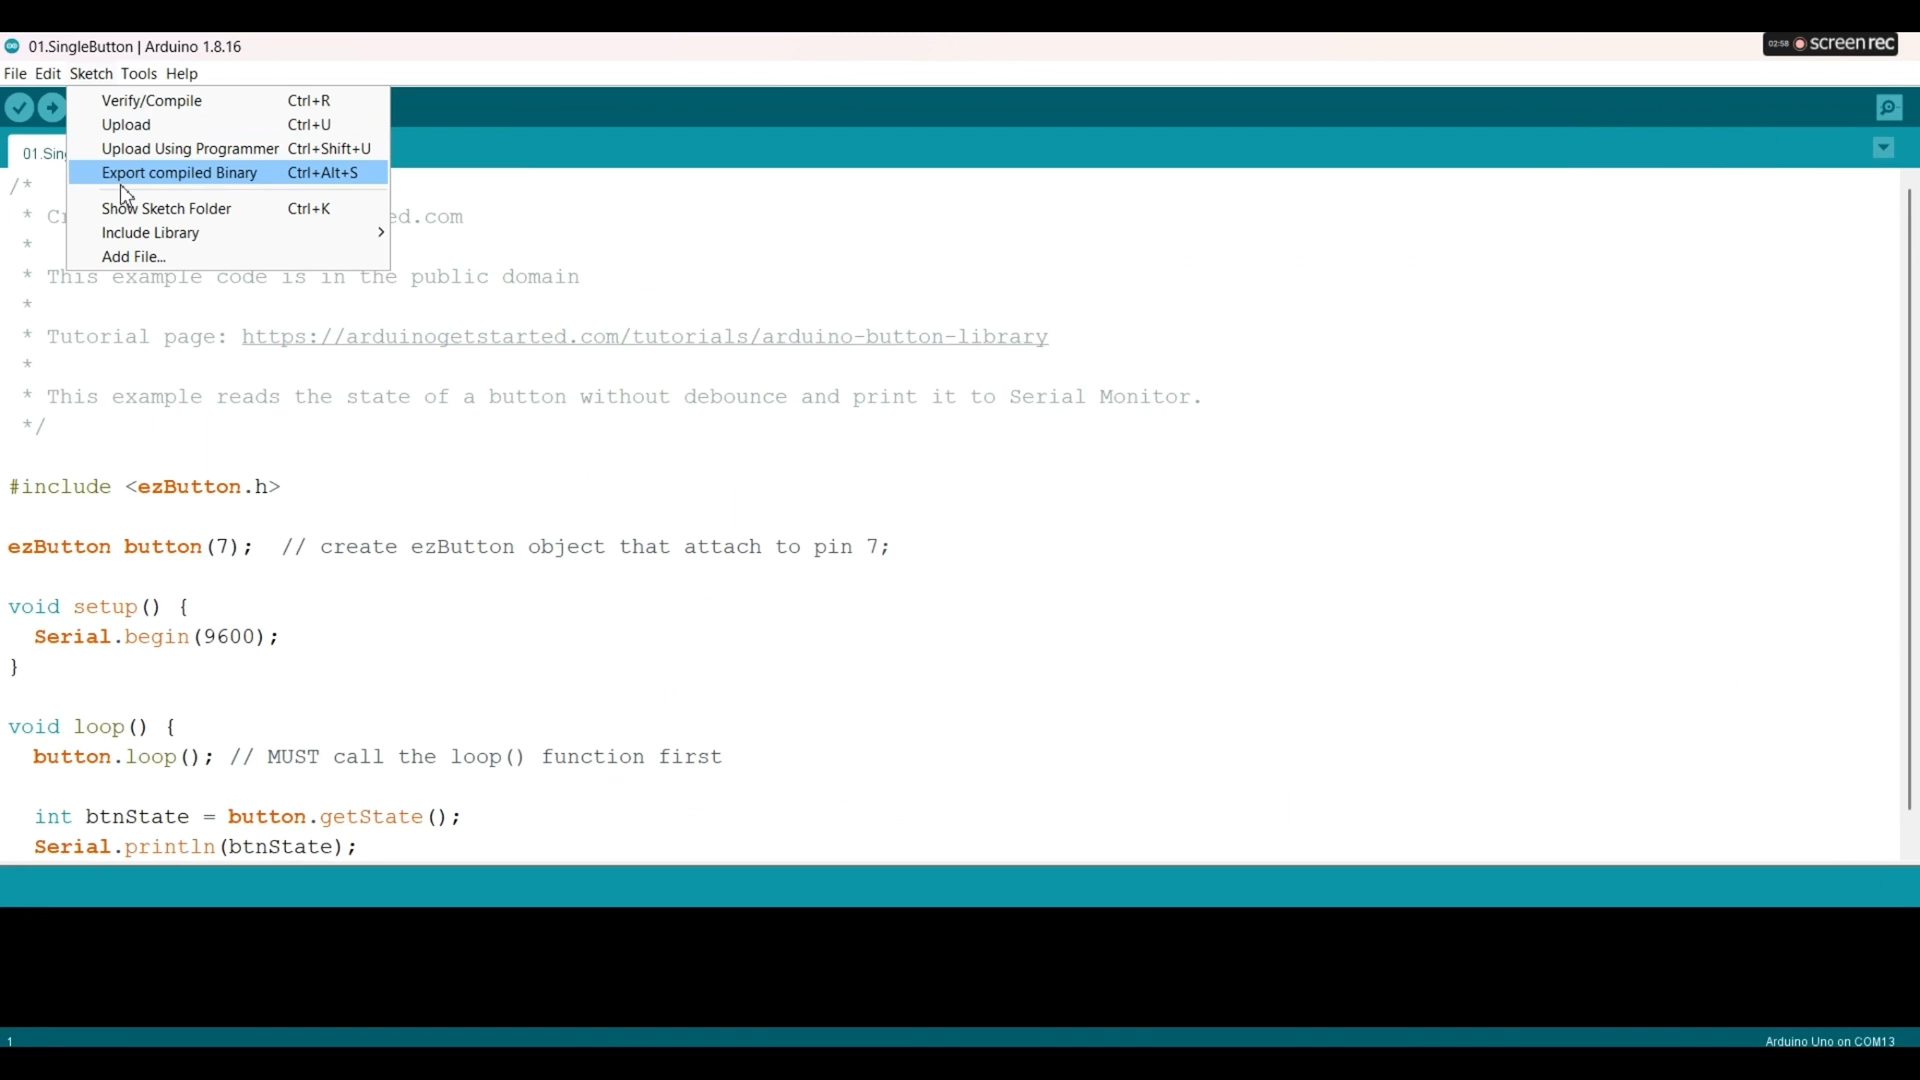 01.SingleButton | Arduino 1.8.16
02:58 screenrec
File Edit Sketch Tools Help
Verify/Compile Ctrl+R
Upload Ctrl+U
Upload Using Programmer Ctrl+Shift+U
01.Sin
Export compiled Binary Ctrl+Alt+S
/*
Show Sketch Folder Ctrl+K
* C ed.com
Include Library >
*
Add File...
* This example code is in the public domain
*
* Tutorial page: https://arduinogetstarted.com/tutorials/arduino-button-library
*
* This example reads the state of a button without debounce and print it to Serial Monitor.
*/
#include <ezButton.h>
ezButton button(7); // create ezButton object that attach to pin 7;
void setup() {
Serial.begin(9600);
}
void loop() {
button.loop(); // MUST call the loop() function first
int btnState = button.getState();
Serial.println(btnState);
1
Arduino Uno on COM13